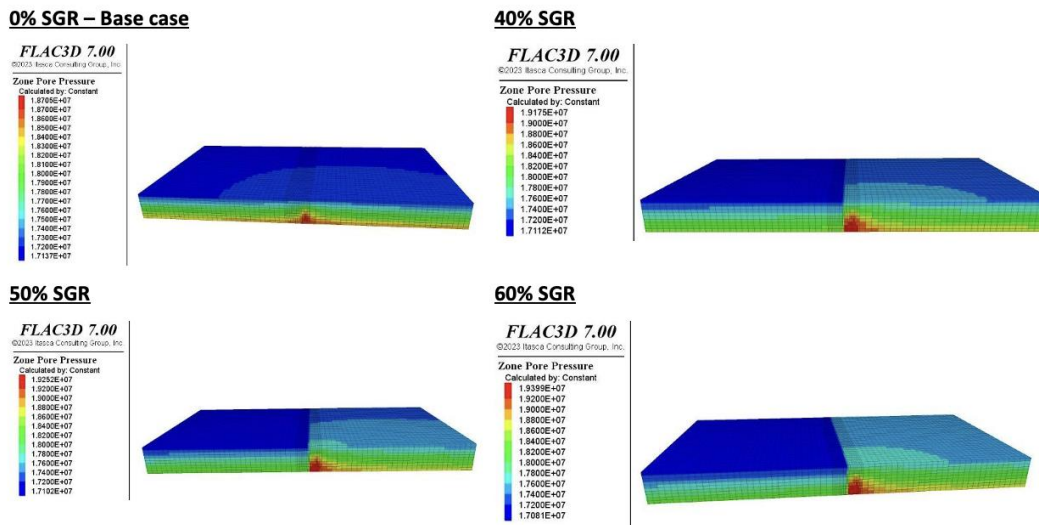 0% SGR – Base case
FLAC3D 7.00
©2023 Itasca Consulting Group, Inc.
Zone Pore Pressure
Calculated by: Constant
1.8705E+07
1.8700E+07
1.8600E+07
1.8500E+07
1.8400E+07
1.8300E+07
1.8200E+07
1.8100E+07
1.8000E+07
1.7900E+07
1.7800E+07
1.7700E+07
1.7600E+07
1.7500E+07
1.7400E+07
1.7300E+07
1.7200E+07
1.7137E+07
40% SGR
FLAC3D 7.00
©2023 Itasca Consulting Group, Inc.
Zone Pore Pressure
Calculated by: Constant
1.9175E+07
1.9000E+07
1.8800E+07
1.8600E+07
1.8400E+07
1.8200E+07
1.8000E+07
1.7800E+07
1.7600E+07
1.7400E+07
1.7200E+07
1.7112E+07
50% SGR
FLAC3D 7.00
©2023 Itasca Consulting Group, Inc.
Zone Pore Pressure
Calculated by: Constant
1.9252E+07
1.9200E+07
1.9000E+07
1.8800E+07
1.8600E+07
1.8400E+07
1.8200E+07
1.8000E+07
1.7800E+07
1.7600E+07
1.7400E+07
1.7200E+07
1.7102E+07
60% SGR
FLAC3D 7.00
©2023 Itasca Consulting Group, Inc.
Zone Pore Pressure
Calculated by: Constant
1.9399E+07
1.9200E+07
1.9000E+07
1.8800E+07
1.8600E+07
1.8400E+07
1.8200E+07
1.8000E+07
1.7800E+07
1.7600E+07
1.7400E+07
1.7200E+07
1.7081E+07